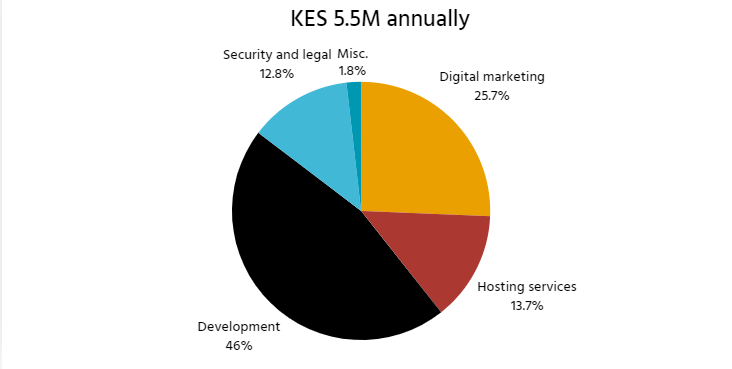 KES 5.5M annually
Security and legal
12.8%
Misc.
1.8%
Digital marketing
25.7%
Hosting services
13.7%
Development
46%